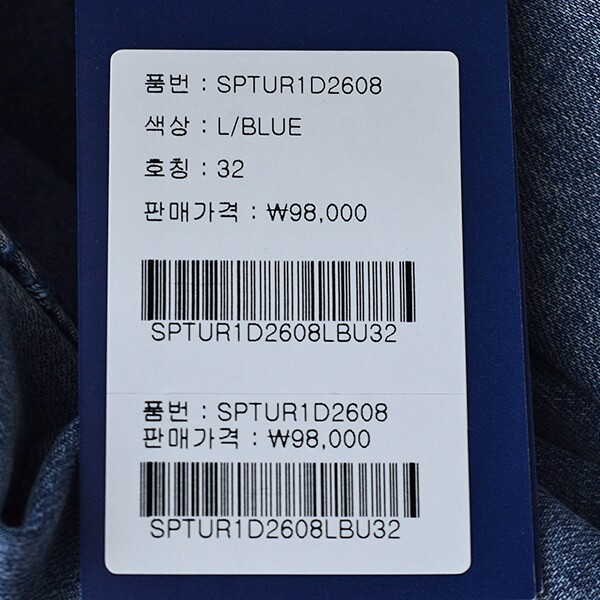 품번 : SPTUR1D2608
색상 : L/BLUE
호칭 : 32
판매가격 : ₩98,000
SPTUR1D2608LBU32
품번 : SPTUR1D2608
판매가격 : ₩98,000
SPTUR1D2608LBU32